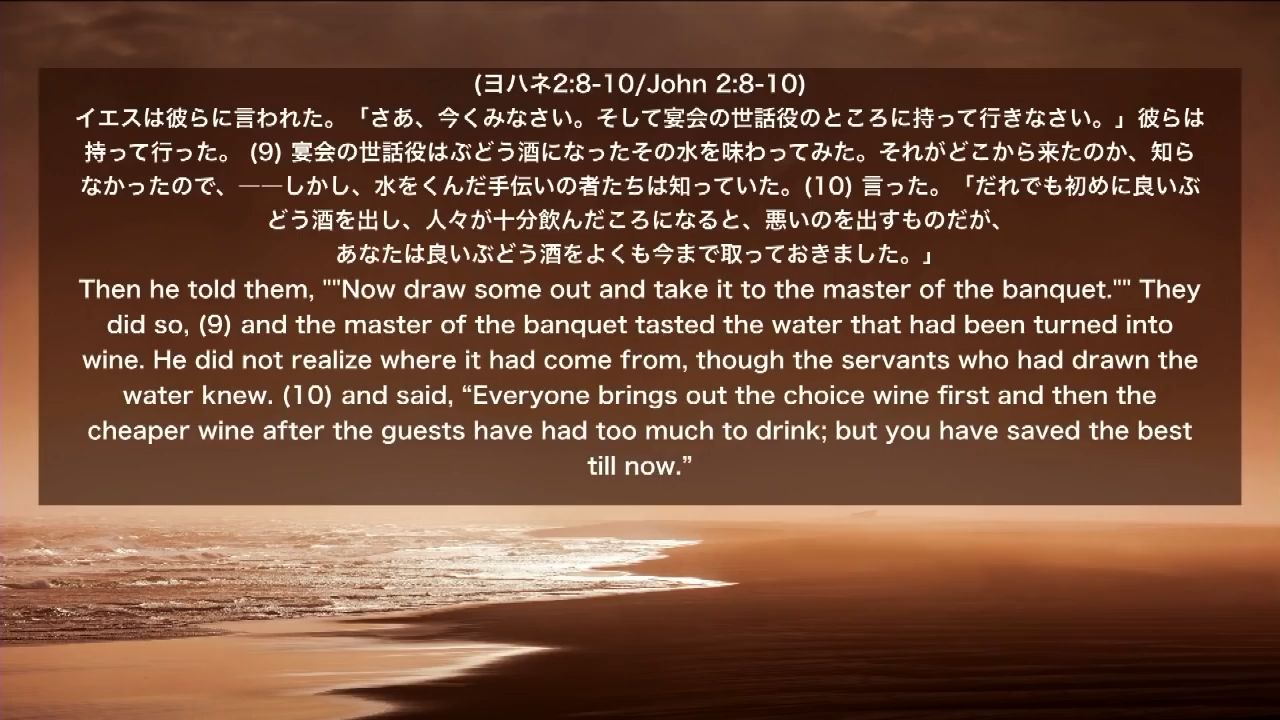 (ヨハネ2:8-10/John 2:8-10)
イエスは彼らに言われた。「さあ、今くみなさい。そして宴会の世話役のところに持って行きなさい。」彼らは
持って行った。 (9) 宴会の世話役はぶどう酒になったその水を味わってみた。それがどこから来たのか、知ら
なかったので、——しかし、水をくんだ手伝いの者たちは知っていた。(10) 言った。「だれでも初めに良いぶ
どう酒を出し、人々が十分飲んだころになると、悪いのを出すものだが、
あなたは良いぶどう酒をよくも今まで取っておきました。」
Then he told them, ""Now draw some out and take it to the master of the banquet."" They
did so, (9) and the master of the banquet tasted the water that had been turned into
wine. He did not realize where it had come from, though the servants who had drawn the
water knew. (10) and said, “Everyone brings out the choice wine first and then the
cheaper wine after the guests have had too much to drink; but you have saved the best
till now.”